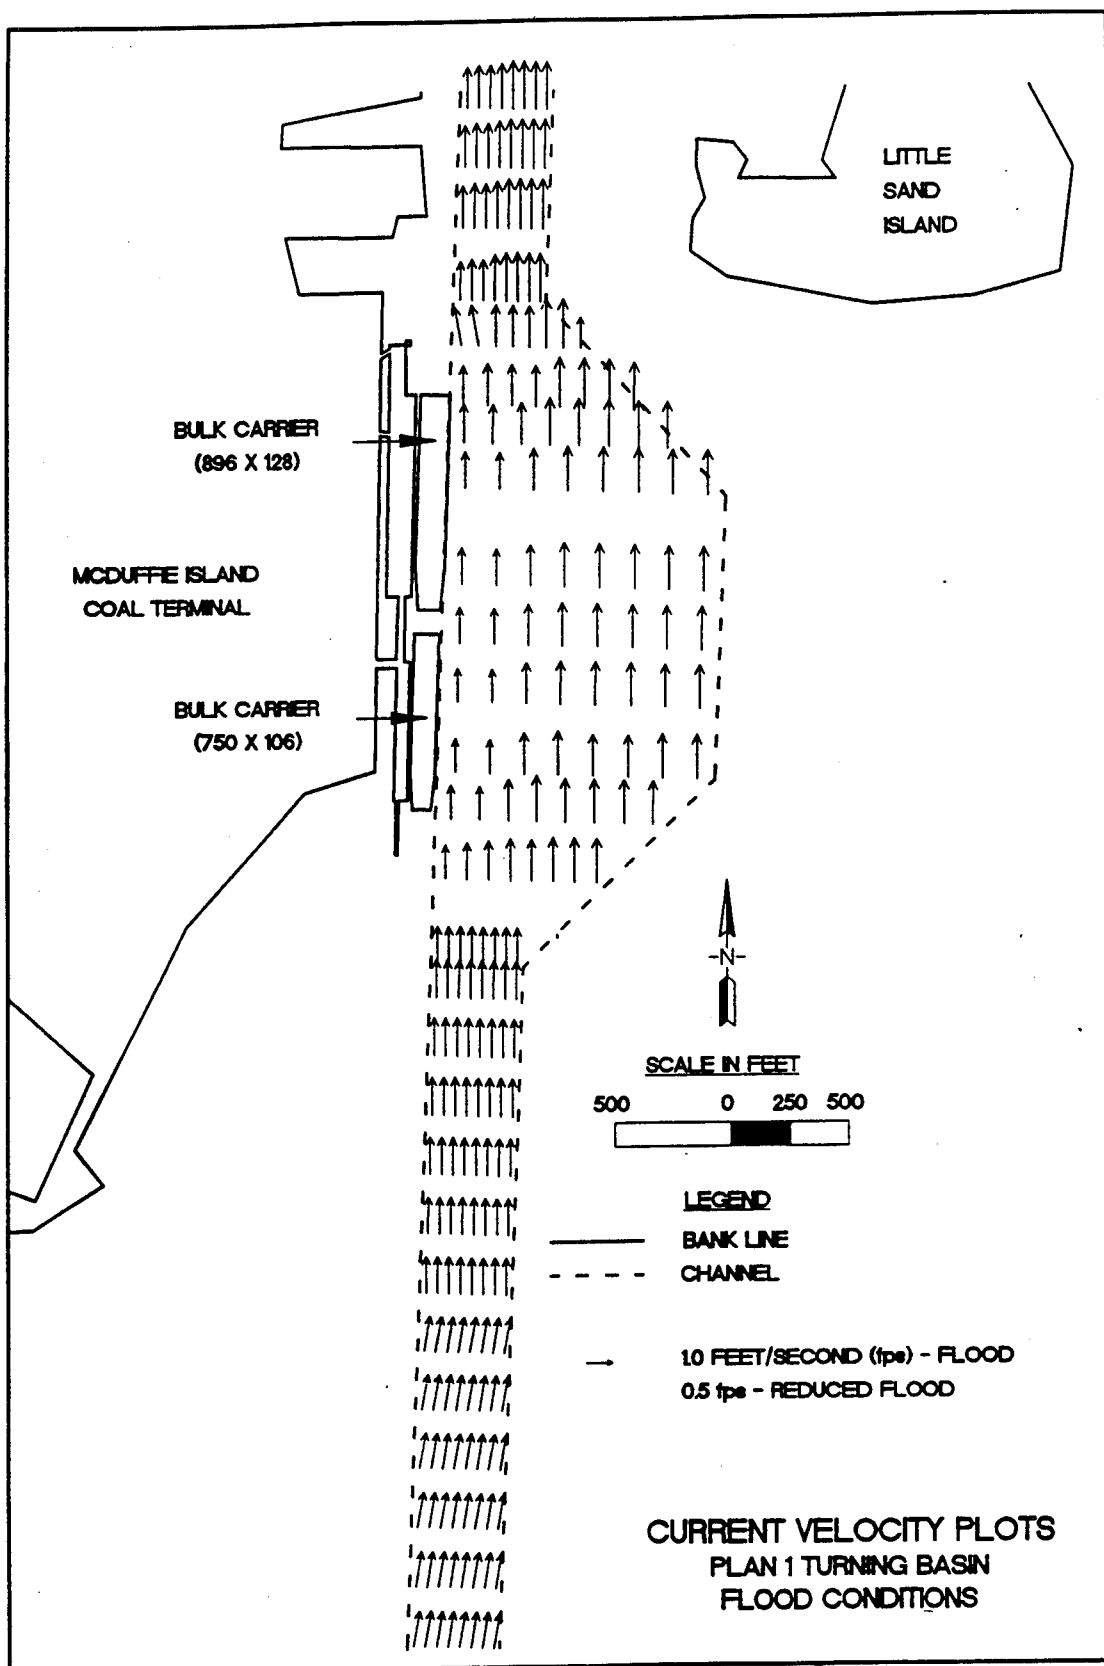 LITTLE
SAND
ISLAND
BULK CARRIER
(896 X 128)
MCDUFFIE ISLAND
COAL TERMINAL
BULK CARRIER
(750 X 106)
-N-
SCALE IN FEET
500 0 250 500
LEGEND
BANK LINE
CHANNEL
1.0 FEET/SECOND (fps) - FLOOD
0.5 fps - REDUCED FLOOD
CURRENT VELOCITY PLOTS
PLAN 1 TURNING BASIN
FLOOD CONDITIONS